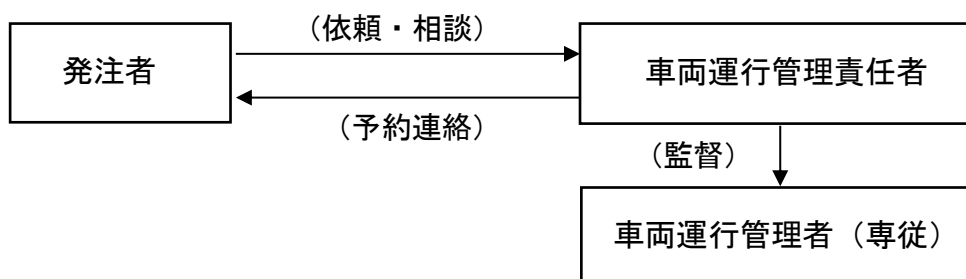 （依頼・相談）
発注者
車両運行管理責任者
（予約連絡）
（監督）
車両運行管理者（専従）